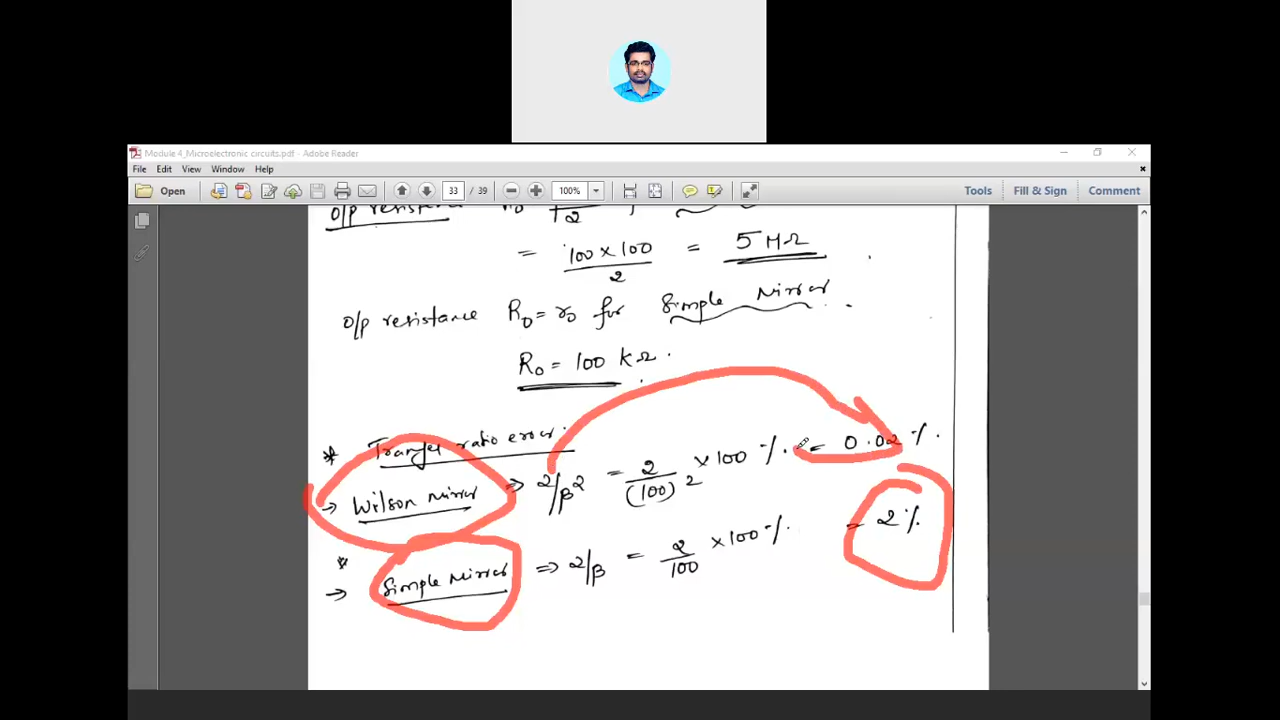 Module 4_Microelectronic circuits.pdf - Adobe Reader
File Edit View Window Help
Open 33 / 39 100% Tools Fill & Sign Comment
o/p resistance
= 100 x 100 / 2 = 5 MΩ
o/p resistance R0 = r0 for Simple Mirror.
R0 = 100 KΩ.
* Tranfer ratio error.
→ Wilson Mirror ⇒ 2/β² = 2/(100)² x 100 %. = 0.02 %.
* → Simple Mirror ⇒ 2/β = 2/100 x 100 % = 2 %.